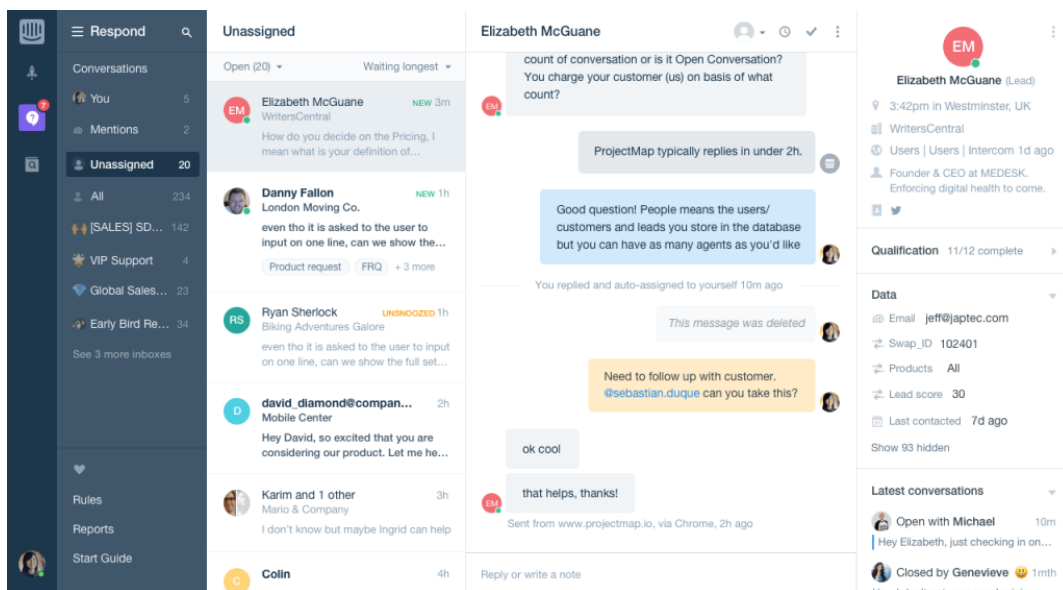 Respond
Conversations
You 5
Mentions 2
Unassigned 20
All 234
[SALES] SD... 142
VIP Support 4
Global Sales... 23
Early Bird Re... 34
See 3 more inboxes
Rules
Reports
Start Guide
7
Unassigned
Open (20)
Waiting longest
EM
Elizabeth McGuane
NEW 3m
WritersCentral
How do you decide on the Pricing, I
mean what is your definition of...
Danny Fallon
NEW 1h
London Moving Co.
even tho it is asked to the user to
input on one line, can we show the...
Product request
FRQ
+ 3 more
RS
Ryan Sherlock
UNSNOOZED 1h
Biking Adventures Galore
even tho it is asked to the user to input
on one line, can we show the full set...
D
david_diamond@compan...
2h
Mobile Center
Hey David, so excited that you are
considering our product. Let me he...
Karim and 1 other
3h
Mario & Company
I don't know but maybe Ingrid can help
C
Colin
4h
Elizabeth McGuane
count of conversation or is it Open Conversation?
You charge your customer (us) on basis of what
count?
EM
ProjectMap typically replies in under 2h.
Good question! People means the users/
customers and leads you store in the database
but you can have as many agents as you'd like
You replied and auto-assigned to yourself 10m ago
This message was deleted
Need to follow up with customer.
@sebastian.duque can you take this?
ok cool
that helps, thanks!
EM
Sent from www.projectmap.io, via Chrome, 2h ago
Reply or write a note
EM
Elizabeth McGuane (Lead)
3:42pm in Westminster, UK
WritersCentral
Users | Users | Intercom 1d ago
Founder & CEO at MEDESK.
Enforcing digital health to come.
Qualification 11/12 complete
Data
Email jeff@japtec.com
Swap_ID 102401
Products All
Lead score 30
Last contacted 7d ago
Show 93 hidden
Latest conversations
Open with Michael 10m
Hey Elizabeth, just checking in on...
Closed by Genevieve 😃 1mth